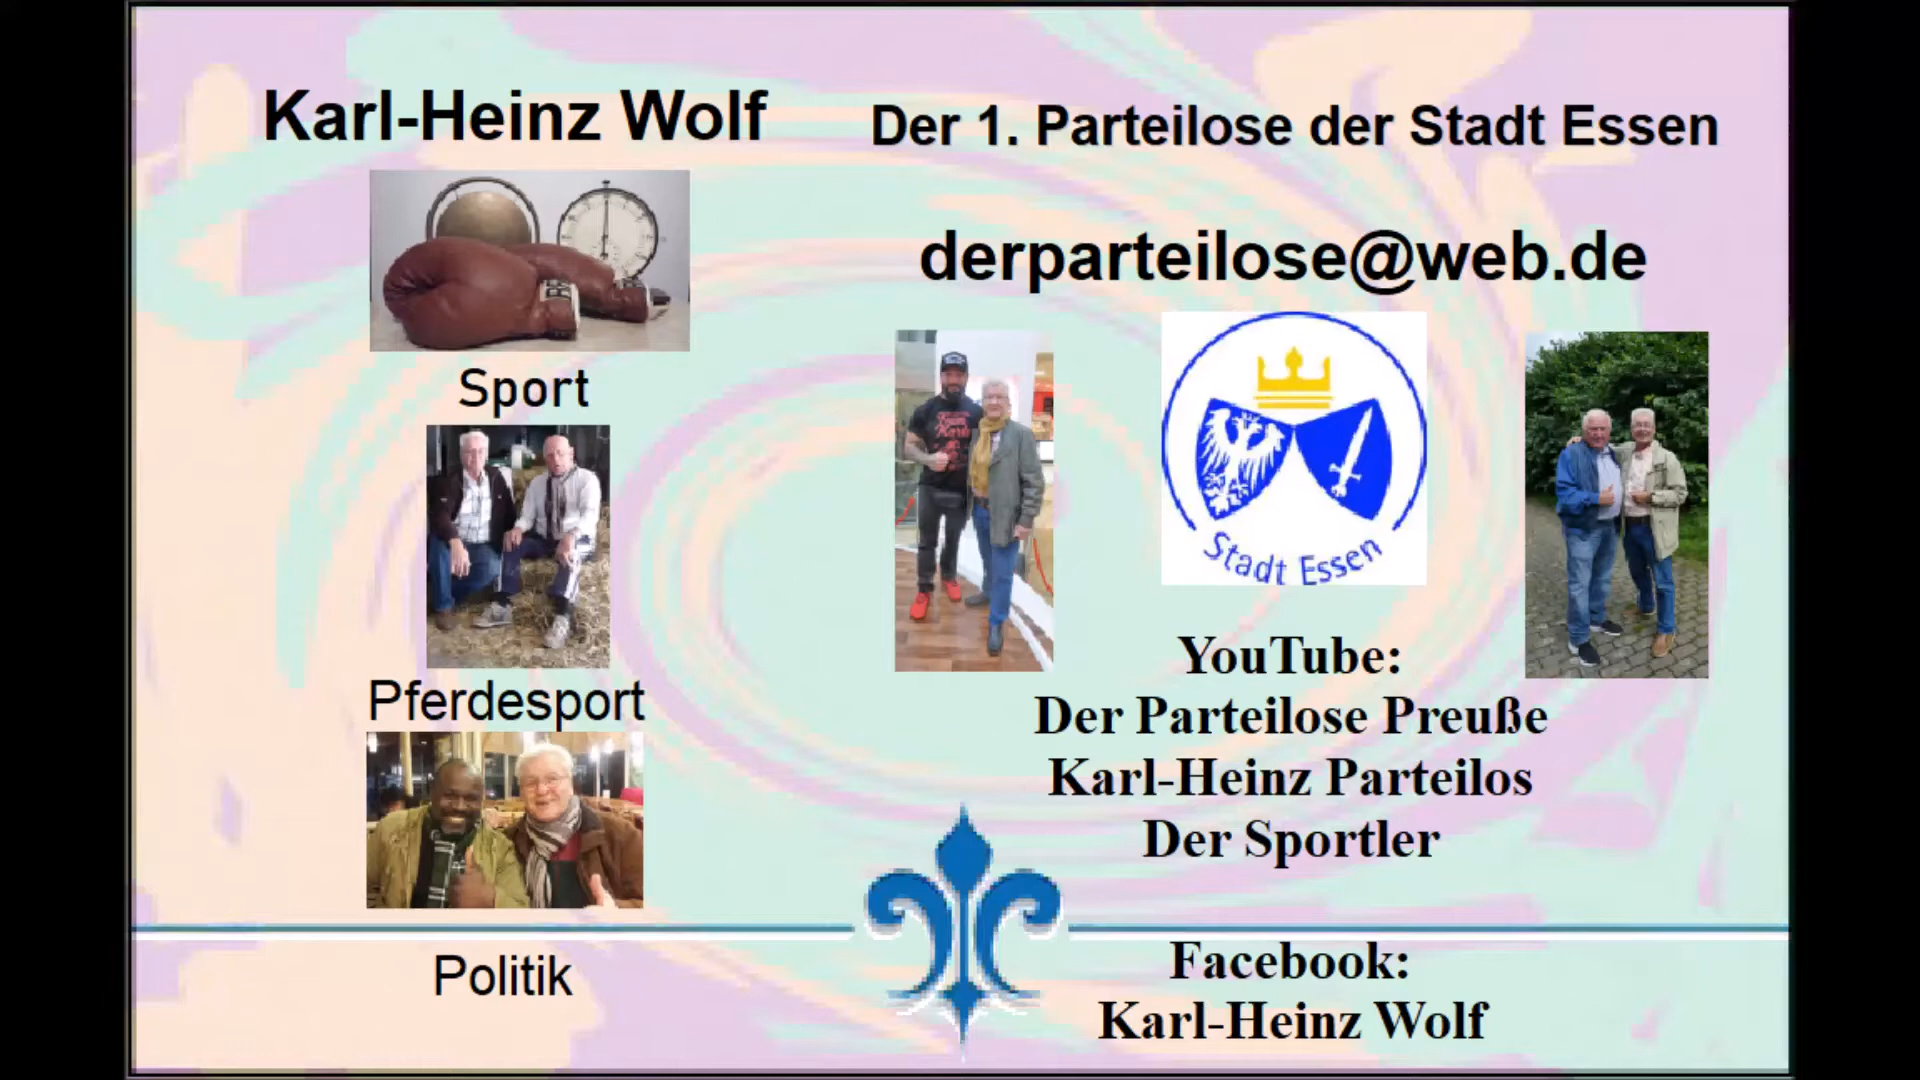 Karl-Heinz Wolf
Der 1. Parteilose der Stadt Essen
derparteilose@web.de
Sport
Pferdesport
Politik
Stadt Essen
YouTube:
Der Parteilose Preuße
Karl-Heinz Parteilos
Der Sportler
Facebook:
Karl-Heinz Wolf